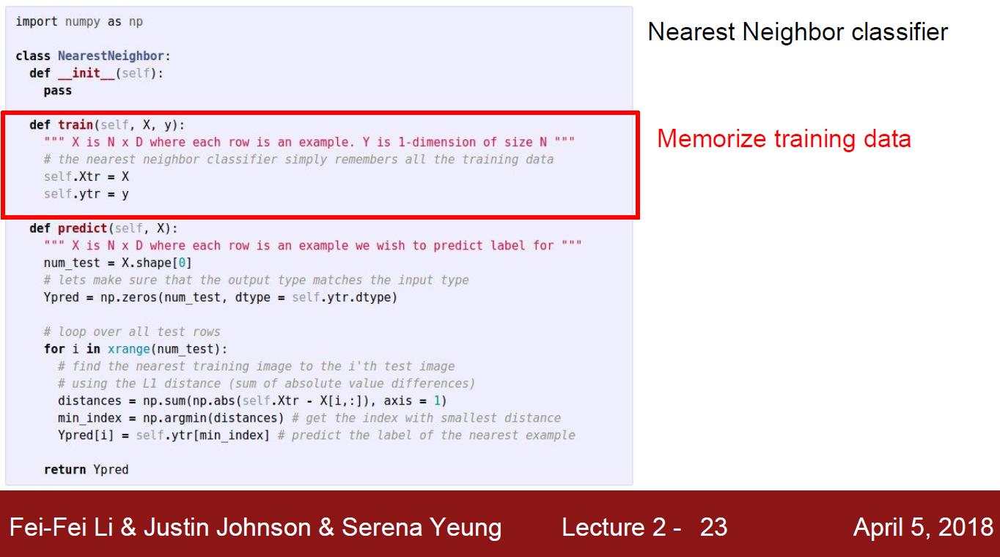 import numpy as np
class NearestNeighbor:
def __init__(self):
pass
def train(self, X, y):
""" X is N x D where each row is an example. Y is 1-dimension of size N """
# the nearest neighbor classifier simply remembers all the training data
self.Xtr = X
self.ytr = y
def predict(self, X):
""" X is N x D where each row is an example we wish to predict label for """
num_test = X.shape[0]
# lets make sure that the output type matches the input type
Ypred = np.zeros(num_test, dtype = self.ytr.dtype)
# loop over all test rows
for i in xrange(num_test):
# find the nearest training image to the i'th test image
# using the L1 distance (sum of absolute value differences)
distances = np.sum(np.abs(self.Xtr - X[i,:]), axis = 1)
min_index = np.argmin(distances) # get the index with smallest distance
Ypred[i] = self.ytr[min_index] # predict the label of the nearest example
return Ypred
Nearest Neighbor classifier
Memorize training data
Fei-Fei Li & Justin Johnson & Serena Yeung Lecture 2 - 23 April 5, 2018